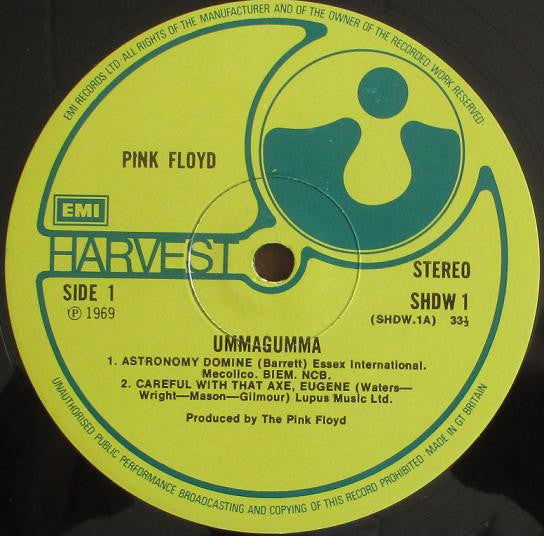 EMI RECORDS LTD·ALL RIGHTS OF THE MANUFACTURER AND OF THE OWNER OF THE RECORDED WORK RESERVED·
PINK FLOYD
EMI
HARVEST
STEREO
SIDE 1
SHDW 1
℗ 1969
(SHDW.1A) 33⅓
UMMAGUMMA
1. ASTRONOMY DOMINE (Barrett) Essex International.
Mecolico. BIEM. NCB.
2. CAREFUL WITH THAT AXE, EUGENE (Waters—
Wright—Mason—Gilmour) Lupus Music Ltd.
Produced by The Pink Floyd
UNAUTHORISED PUBLIC PERFORMANCE BROADCASTING AND COPYING OF THIS RECORD PROHIBITED MADE IN GT BRITAIN